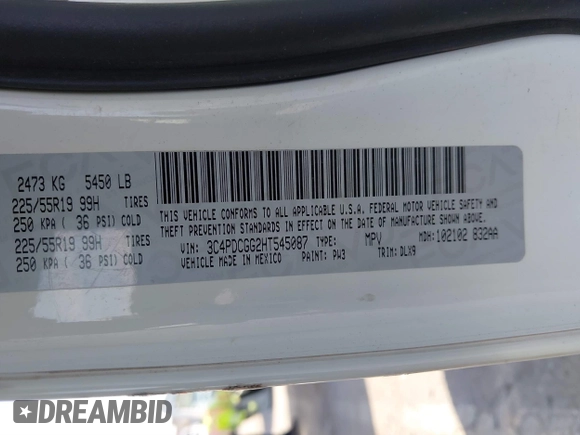 2473 KG 5450 LB
225/55R19 99H TIRES
250 KPA ( 36 PSI) COLD
225/55R19 99H TIRES
250 KPA ( 36 PSI) COLD
THIS VEHICLE CONFORMS TO ALL APPLICABLE U.S.A. FEDERAL MOTOR VEHICLE SAFETY AND
THEFT PREVENTION STANDARDS IN EFFECT ON THE DATE OF MANUFACTURE SHOWN ABOVE.
VIN: 3C4PDCGG2HT545087 TYPE: MPV MDH:102102 832AA
VEHICLE MADE IN MEXICO PAINT: PW3 TRIM: DLX9
DREAMBID